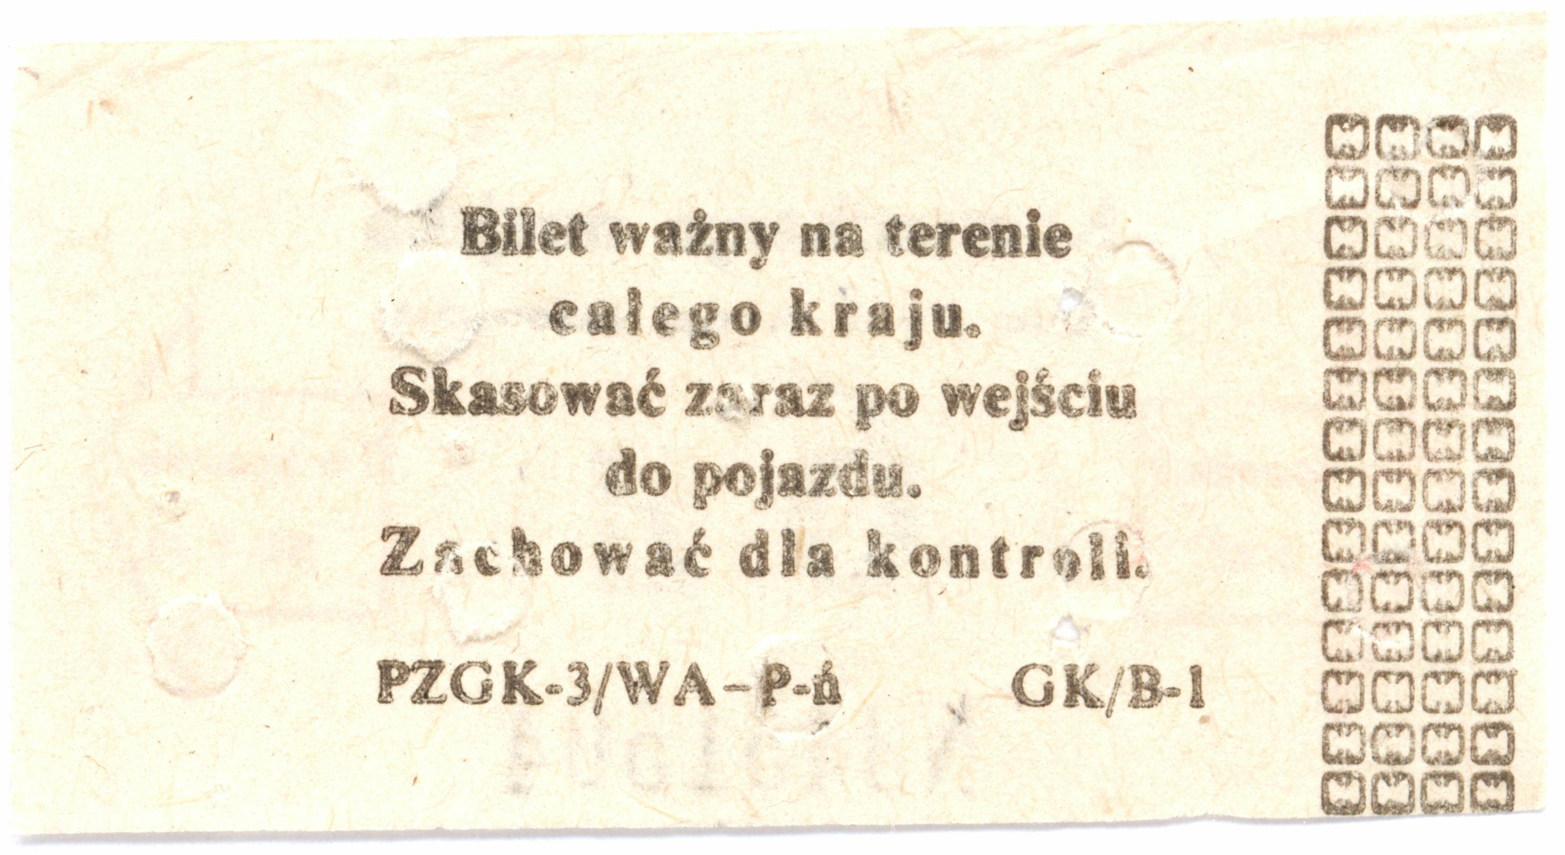 Bilet ważny na terenie
całego kraju.
Skasować zaraz po wejściu
do pojazdu.
Zachować dla kontroli.
PZGK-3/WA–P-ń GK/B-1